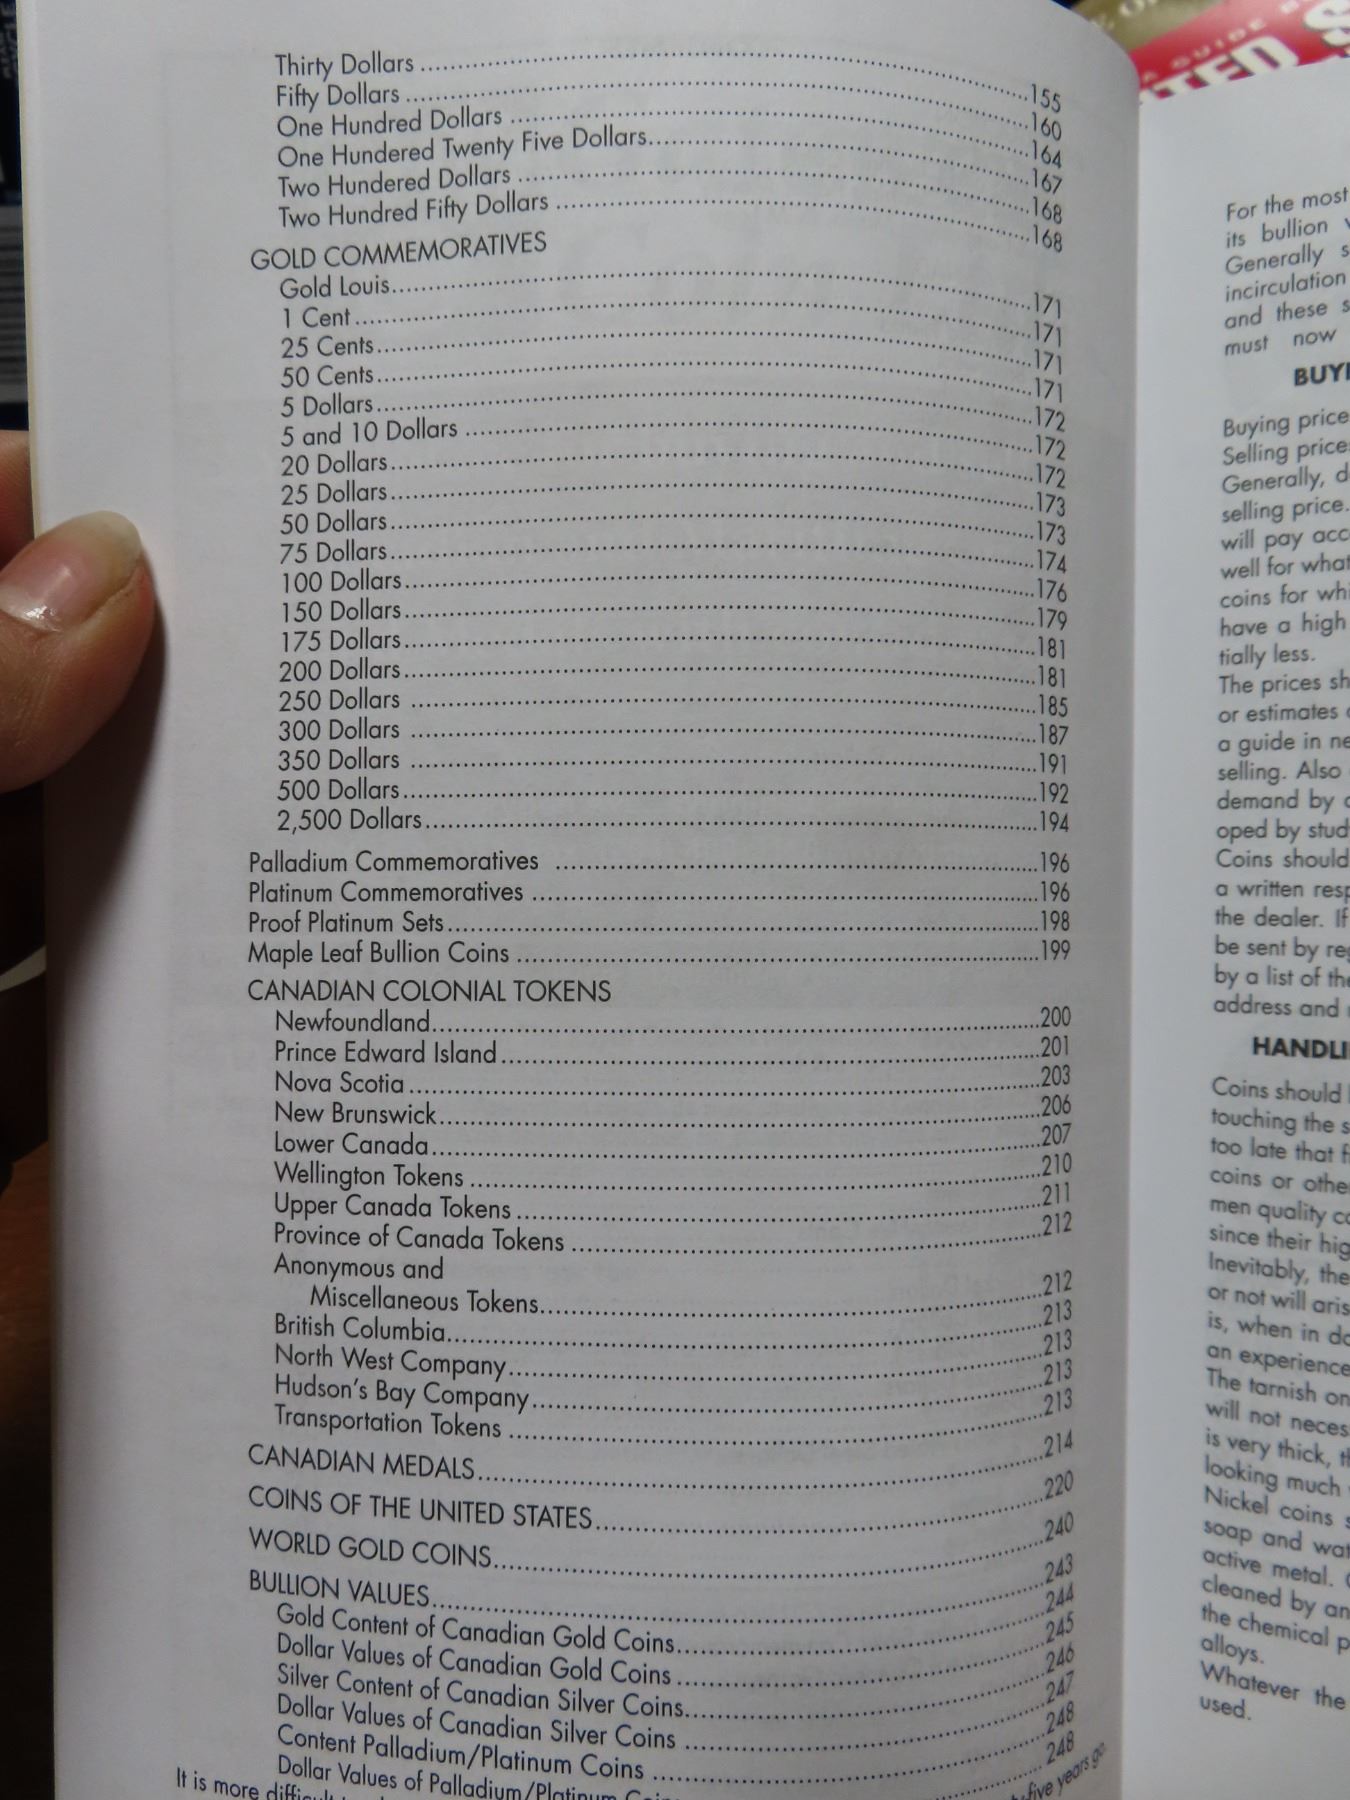 Thirty Dollars ........ 155
Fifty Dollars ........ 160
One Hundred Dollars ........ 164
One Hundered Twenty Five Dollars ........ 167
Two Hundered Dollars ........ 168
Two Hundred Fifty Dollars ........ 168
GOLD COMMEMORATIVES
Gold Louis ........ 171
1 Cent ........ 171
25 Cents ........ 171
50 Cents ........ 171
5 Dollars ........ 172
5 and 10 Dollars ........ 172
20 Dollars ........ 172
25 Dollars ........ 173
50 Dollars ........ 173
75 Dollars ........ 174
100 Dollars ........ 176
150 Dollars ........ 179
175 Dollars ........ 181
200 Dollars ........ 181
250 Dollars ........ 185
300 Dollars ........ 187
350 Dollars ........ 191
500 Dollars ........ 192
2,500 Dollars ........ 194
Palladium Commemoratives ........ 196
Platinum Commemoratives ........ 196
Proof Platinum Sets ........ 198
Maple Leaf Bullion Coins ........ 199
CANADIAN COLONIAL TOKENS
Newfoundland ........ 200
Prince Edward Island ........ 201
Nova Scotia ........ 203
New Brunswick ........ 206
Lower Canada ........ 207
Wellington Tokens ........ 210
Upper Canada Tokens ........ 211
Province of Canada Tokens ........ 212
Anonymous and
Miscellaneous Tokens ........ 212
British Columbia ........ 213
North West Company ........ 213
Hudson's Bay Company ........ 213
Transportation Tokens ........ 213
CANADIAN MEDALS ........ 214
COINS OF THE UNITED STATES ........ 220
WORLD GOLD COINS ........ 240
BULLION VALUES ........ 243
Gold Content of Canadian Gold Coins ........ 244
Dollar Values of Canadian Gold Coins ........ 245
Silver Content of Canadian Silver Coins ........ 246
Dollar Values of Canadian Silver Coins ........ 247
Content Palladium/Platinum Coins ........ 248
Dollar Values of Palladium/Platinum ........ 248
It is more
five years go
A GUIDE
For the most
its bullion
Generally
incirculation
and these
must now
Buying price
Selling price
Generally,
selling price.
will pay
well for what
coins for
have a high
tially less.
The prices
or estimates
a guide in
selling. Also
demand by
oped by
Coins should
a written
the dealer. If
be sent by
by a list of
address and
Coins should
touching the
too late that
coins or
men quality
since their
Inevitably,
or not will
is, when in
an
The tarnish
will not
is very thick,
looking much
Nickel coins
soap and
active metal.
cleaned by
the chemical
alloys.
Whatever the
used.